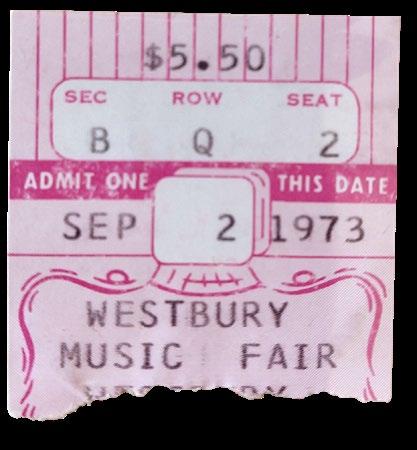 $5.50
SEC ROW SEAT
B Q 2
ADMIT ONE THIS DATE
SEP 2 1973
WESTBURY
MUSIC FAIR